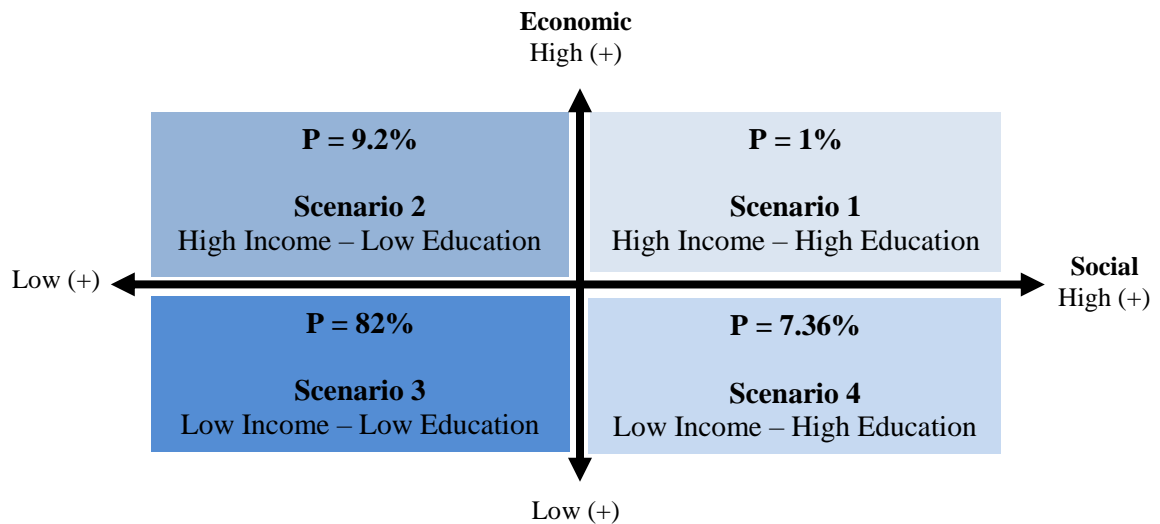 Economic
High (+)
P = 9.2%
Scenario 2
High Income – Low Education
P = 1%
Scenario 1
High Income – High Education
Low (+)
Social
High (+)
P = 82%
Scenario 3
Low Income – Low Education
P = 7.36%
Scenario 4
Low Income – High Education
Low (+)